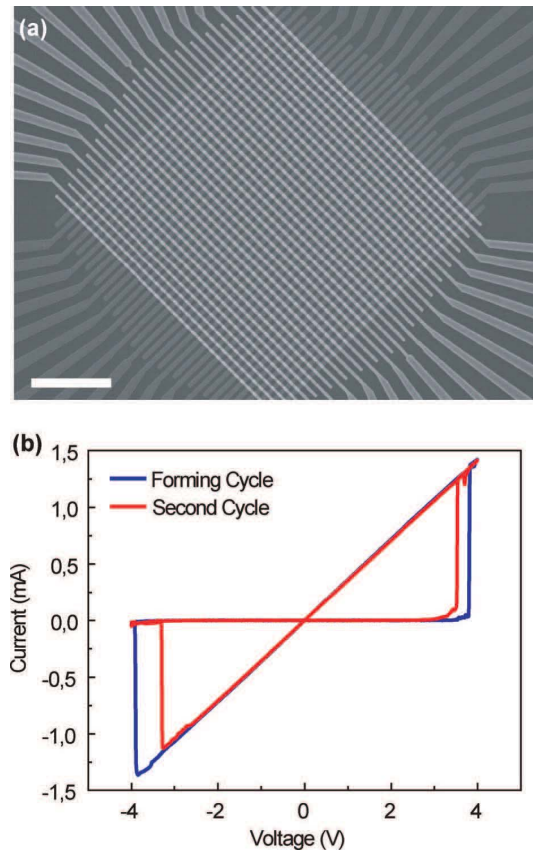 (a)
(b)
1,5
Forming Cycle
Second Cycle
1,0
0,5
0,0
-0,5
-1,0
-1,5
Current (mA)
-4
-2
0
2
4
Voltage (V)